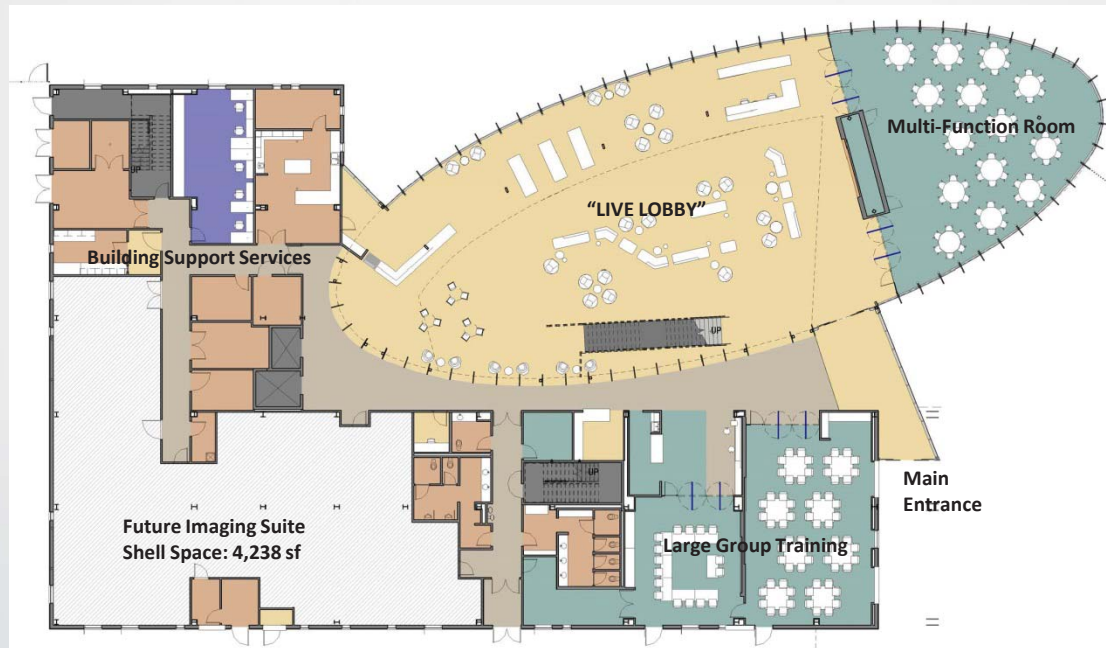 Multi-Function Room
“LIVE LOBBY”
Building Support Services
UP
UP
UP
Main
Entrance
Future Imaging Suite
Shell Space: 4,238 sf
Large Group Training